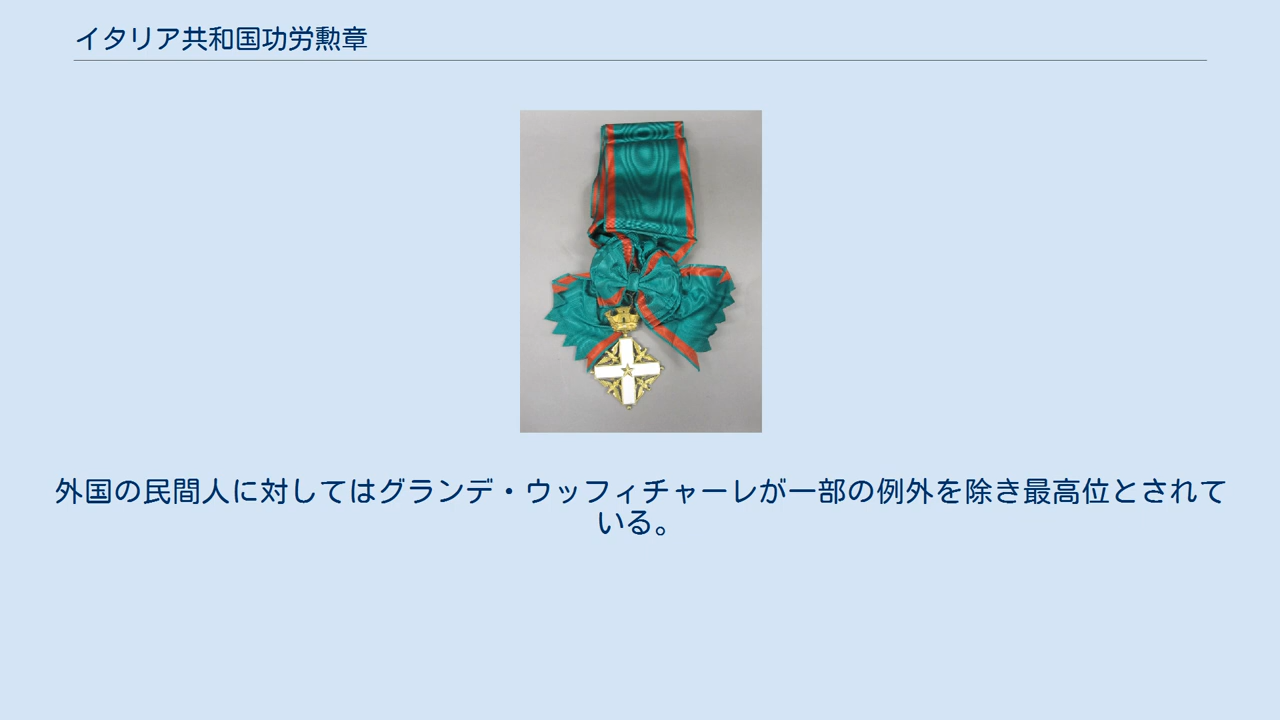 イタリア共和国功労勲章
外国の民間人に対してはグランデ・ウッフィチャーレが一部の例外を除き最高位とされて
いる。